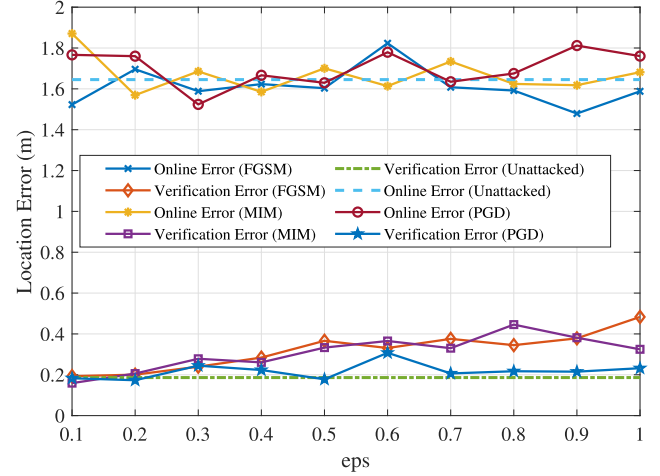 2
1.8
1.6
1.4
1.2
1
0.8
0.6
0.4
0.2
0
Location Error (m)
Online Error (FGSM)
Verification Error (FGSM)
Online Error (MIM)
Verification Error (MIM)
Verification Error (Unattacked)
Online Error (Unattacked)
Online Error (PGD)
Verification Error (PGD)
0.1 0.2 0.3 0.4 0.5 0.6 0.7 0.8 0.9 1
eps